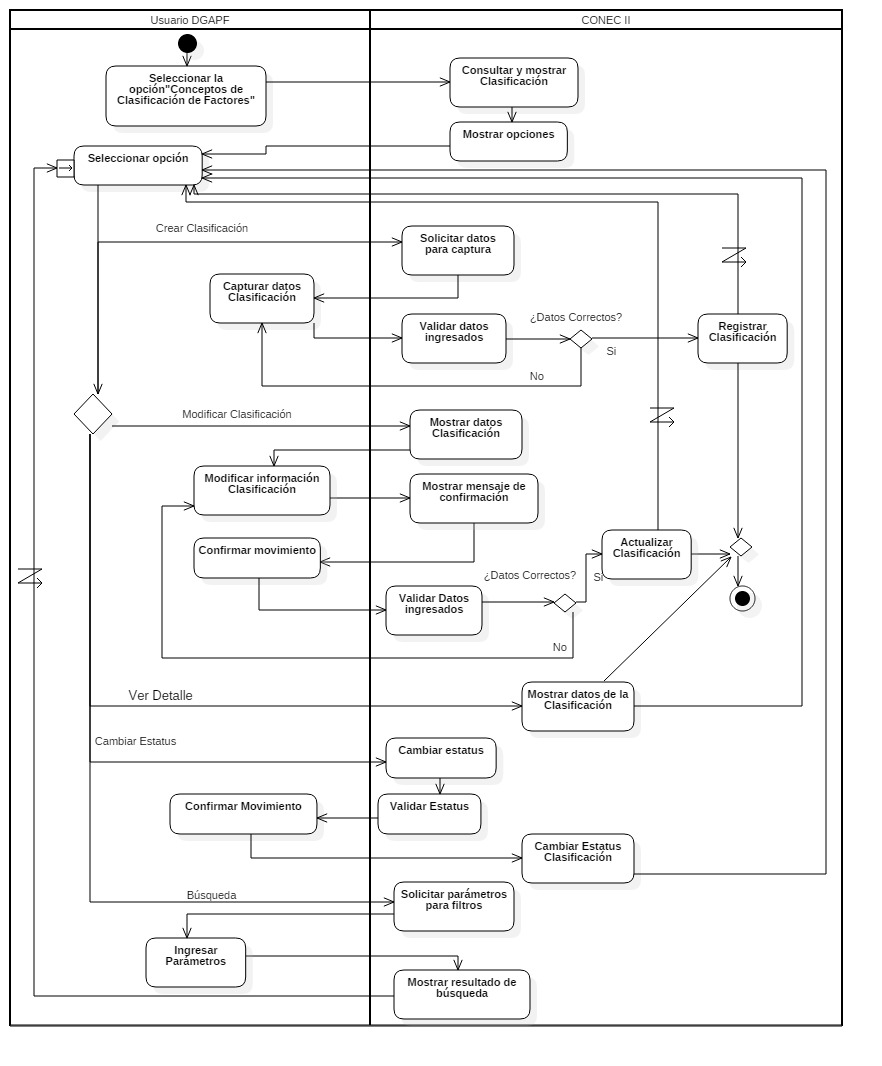 Usuario DGAPF
CONEC II
Seleccionar la
opción"Conceptos de
Clasificación de Factores"
Consultar y mostrar
Clasificación
Mostrar opciones
Seleccionar opción
Crear Clasificación
Solicitar datos
para captura
Capturar datos
Clasificación
Validar datos
ingresados
¿Datos Correctos?
Si
No
Registrar
Clasificación
Modificar Clasificación
Mostrar datos
Clasificación
Modificar información
Clasificación
Mostrar mensaje de
confirmación
Confirmar movimiento
Validar Datos
ingresados
¿Datos Correctos?
Si
No
Actualizar
Clasificación
Ver Detalle
Mostrar datos de la
Clasificación
Cambiar Estatus
Cambiar estatus
Validar Estatus
Confirmar Movimiento
Cambiar Estatus
Clasificación
Búsqueda
Solicitar parámetros
para filtros
Ingresar
Parámetros
Mostrar resultado de
búsqueda